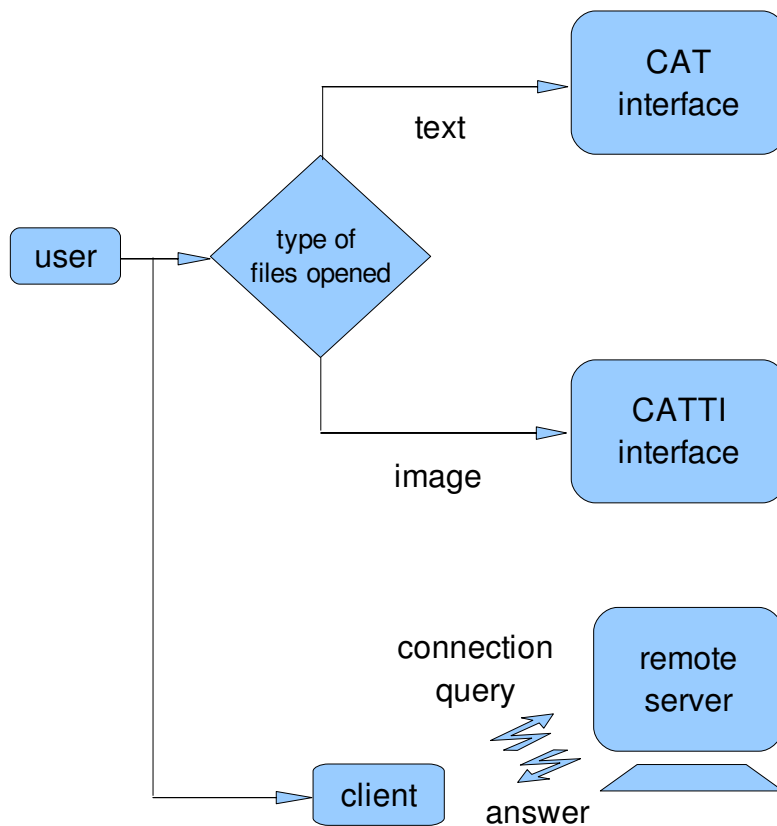 CAT
interface
text
user
type of
files opened
CATTI
interface
image
connection
query
remote
server
client
answer